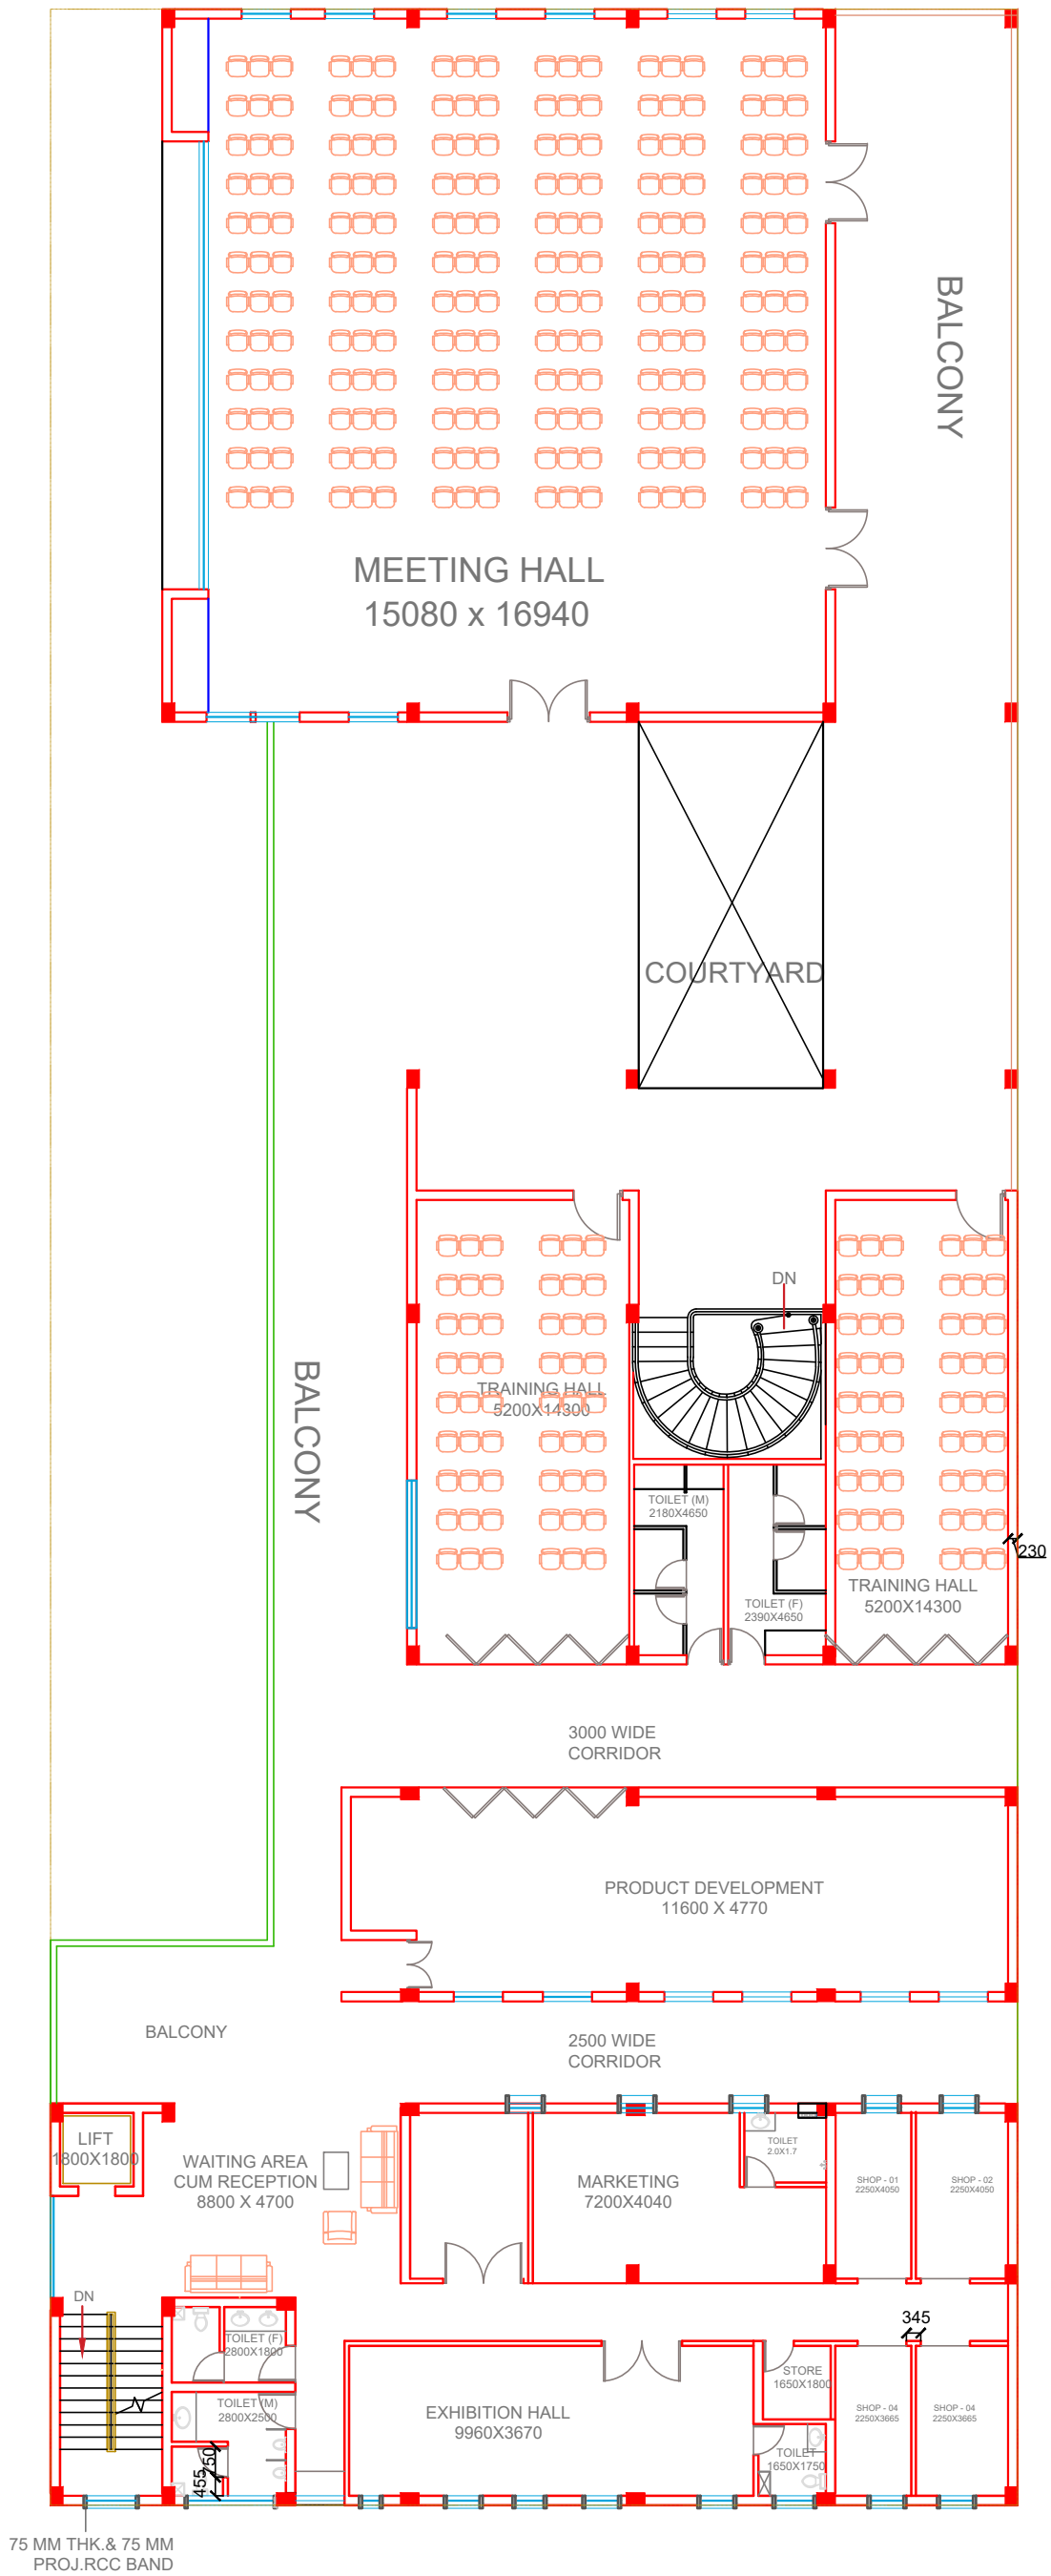 BALCONY
MEETING HALL
15080 x 16940
COURTYARD
DN
BALCONY
TRAINING HALL
5200X14300
TOILET (M)
2180X4650
TOILET (F)
2390X4650
TRAINING HALL
5200X14300
230
3000 WIDE
CORRIDOR
PRODUCT DEVELOPMENT
11600 X 4770
BALCONY
2500 WIDE
CORRIDOR
LIFT
1800X1800
WAITING AREA
CUM RECEPTION
8800 X 4700
MARKETING
7200X4040
TOILET
2.0X1.7
SHOP - 01
2250X4050
SHOP - 02
2250X4050
DN
TOILET (F)
2800X1800
345
TOILET (M)
2800X2500
EXHIBITION HALL
9960X3670
STORE
1650X1800
SHOP - 04
2250X3665
SHOP - 04
2250X3665
TOILET
1650X1750
750
455
75 MM THK.& 75 MM
PROJ.RCC BAND